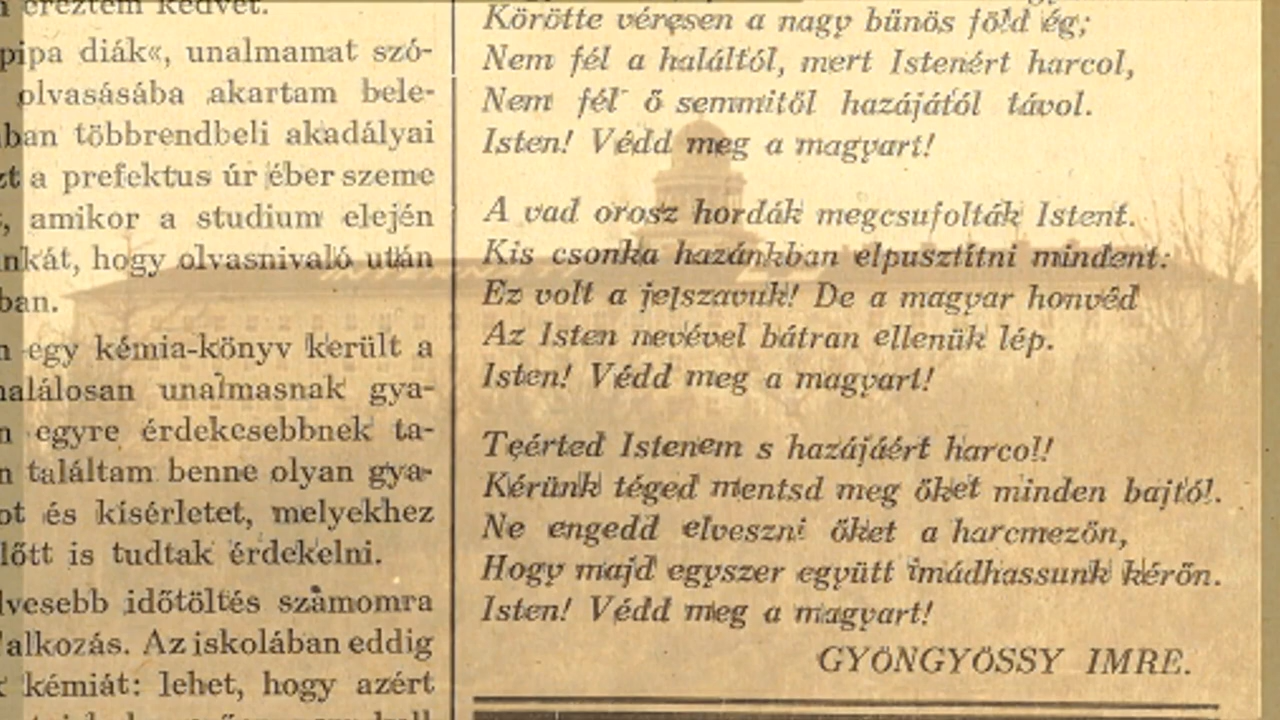 éreztem kedvet.
pipa diák«, unalmamat szó-
olvasásába akartam bele-
ban többrendbeli akadályai
zt a prefektus úr éber szeme
, amikor a studium elején
nkát, hogy olvasnivaló után
ban.
n egy kémia-könyv került a
halálosan unalmasnak gya-
n egyre érdekesebbnek ta-
n találtam benne olyan gya-
ot és kisérletet, melyekhez
lőtt is tudtak érdekelni.
lvesebb időtöltés számomra
alkozás. Az iskolában eddig
kémiát: lehet, hogy azért
Körötte véresen a nagy bűnös föld ég;
Nem fél a haláltól, mert Istenért harcol,
Nem fél ő semmitől hazájától távol.
Isten! Védd meg a magyart!
A vad orosz hordák megcsufolták Istent.
Kis csonka hazánkban elpusztítni mindent:
Ez volt a jelszavuk! De a magyar honvéd
Az Isten nevével bátran ellenük lép.
Isten! Védd meg a magyart!
Teérted Istenem s hazájáért harcol!
Kérünk téged mentsd meg őket minden bajtól.
Ne engedd elveszni őket a harcmezőn,
Hogy majd egyszer együtt imádhassunk kérőn.
Isten! Védd meg a magyart!
GYÖNGYÖSSY IMRE.